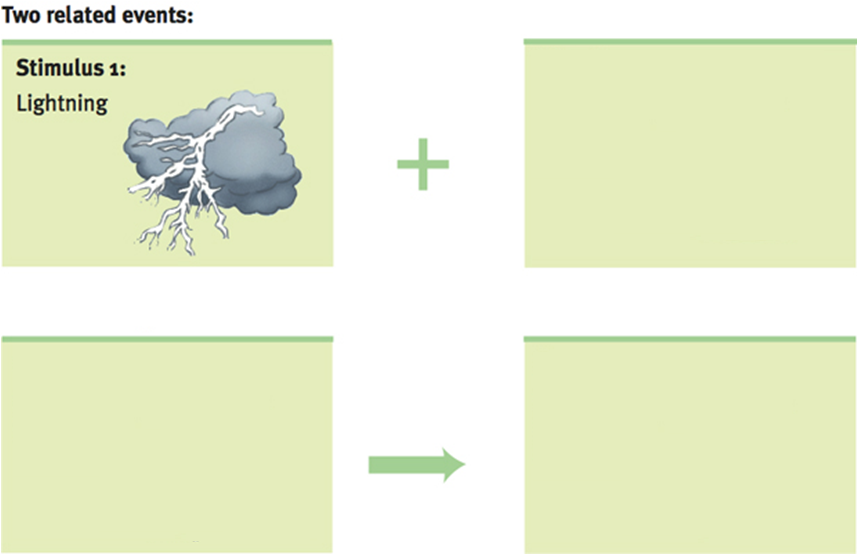 Two related events:
Stimulus 1:
Lightning